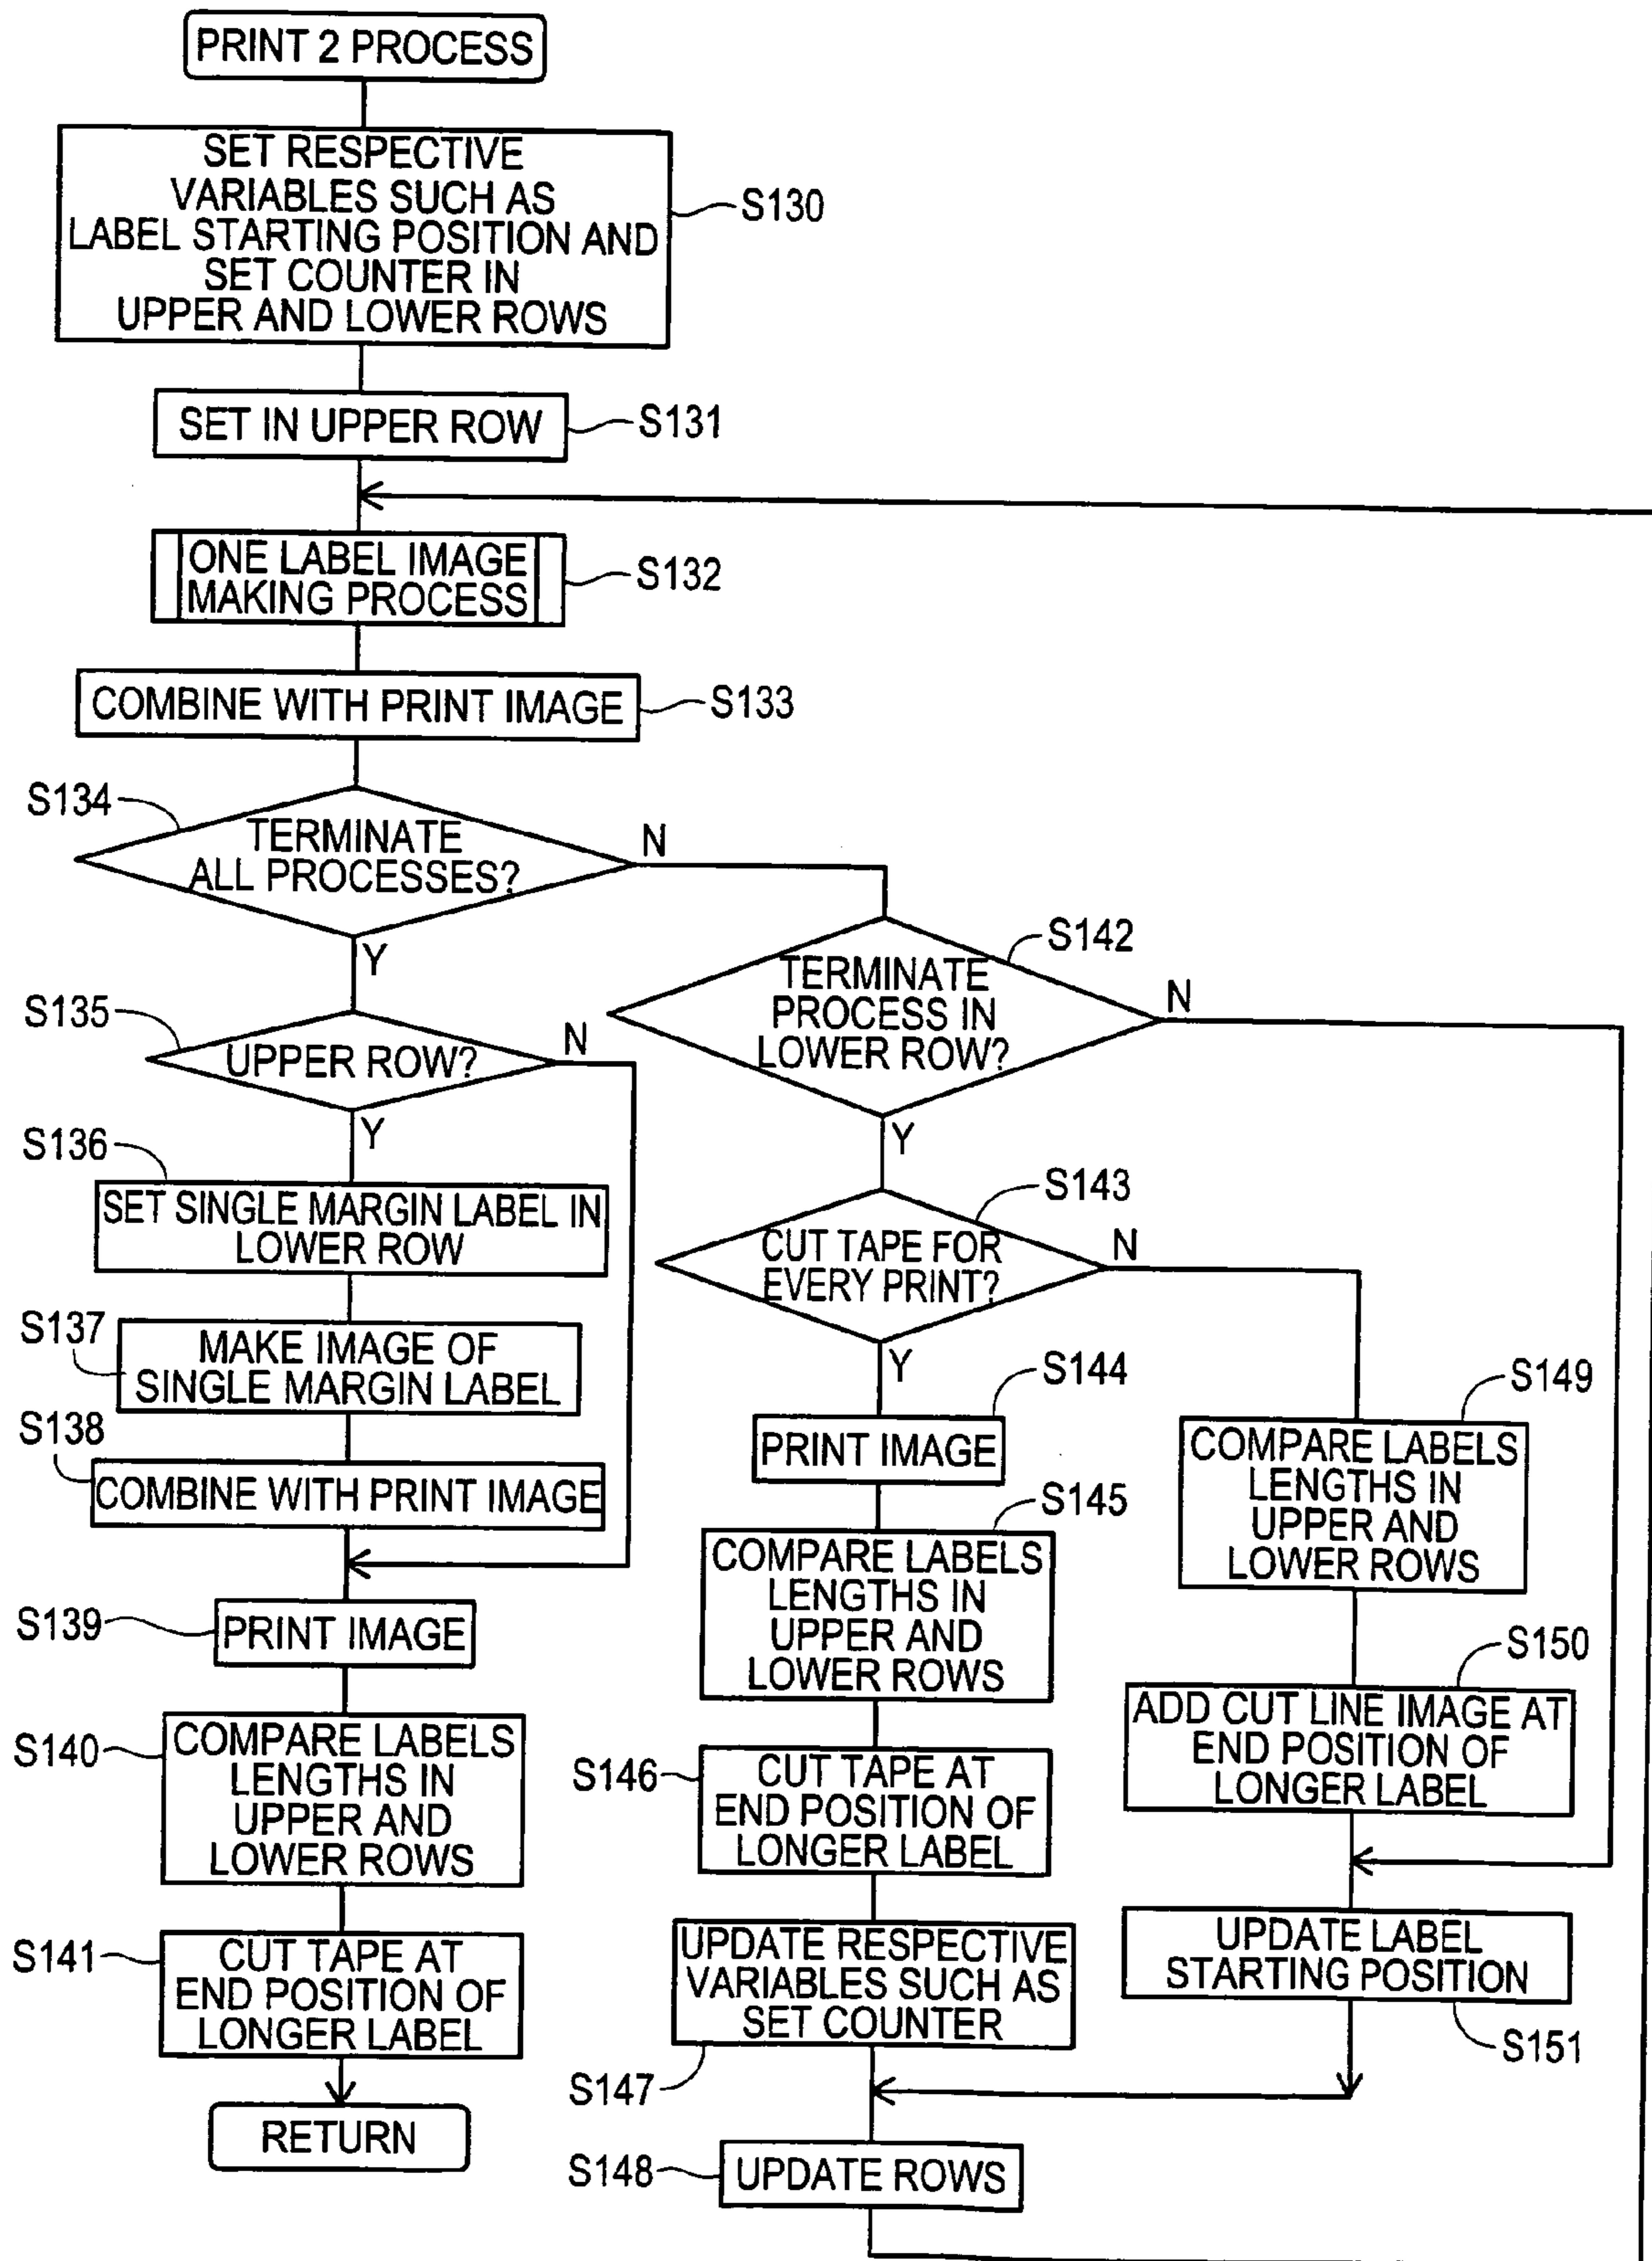 PRINT 2 PROCESS
SET RESPECTIVE
VARIABLES SUCH AS
LABEL STARTING POSITION AND
SET COUNTER IN
UPPER AND LOWER ROWS
S130
SET IN UPPER ROW
S131
ONE LABEL IMAGE
MAKING PROCESS
S132
COMBINE WITH PRINT IMAGE
S133
S134
TERMINATE
ALL PROCESSES?
N
Y
S135
UPPER ROW?
N
Y
S136
SET SINGLE MARGIN LABEL IN
LOWER ROW
S137
MAKE IMAGE OF
SINGLE MARGIN LABEL
S138
COMBINE WITH PRINT IMAGE
S139
PRINT IMAGE
S140
COMPARE LABELS
LENGTHS IN
UPPER AND
LOWER ROWS
S141
CUT TAPE AT
END POSITION OF
LONGER LABEL
RETURN
S142
TERMINATE
PROCESS IN
LOWER ROW?
N
Y
S143
CUT TAPE FOR
EVERY PRINT?
N
Y
S144
PRINT IMAGE
S145
COMPARE LABELS
LENGTHS IN
UPPER AND
LOWER ROWS
S146
CUT TAPE AT
END POSITION OF
LONGER LABEL
UPDATE RESPECTIVE
VARIABLES SUCH AS
SET COUNTER
S147
S148
UPDATE ROWS
S149
COMPARE LABELS
LENGTHS IN
UPPER AND
LOWER ROWS
S150
ADD CUT LINE IMAGE AT
END POSITION OF
LONGER LABEL
UPDATE LABEL
STARTING POSITION
S151